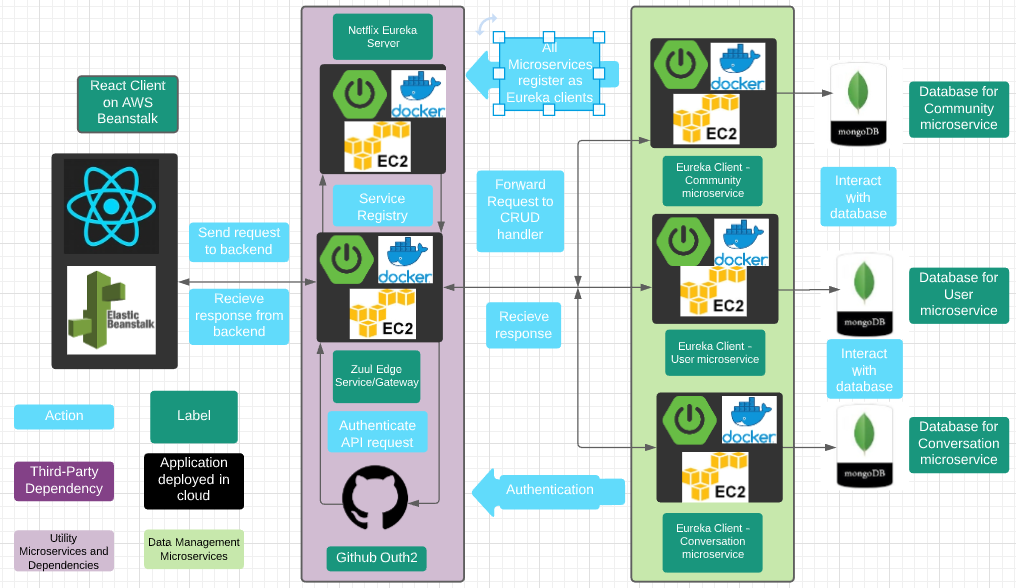 React Client
on AWS
Beanstalk
Elastic
Beanstalk
Send request
to backend
Recieve
response from
backend
Action
Label
Third-Party
Dependency
Application
deployed in
cloud
Utility
Microservices and
Dependencies
Data Management
Microservices
Netflix Eureka
Server
docker
EC2
Service
Registry
docker
EC2
Zuul Edge
Service/Gateway
Authenticate
API request
Github Outh2
All
Microservices
register as
Eureka clients
Forward
Request to
CRUD
handler
Recieve
response
Authentication
docker
EC2
Eureka Client -
Community
microservice
docker
EC2
Eureka Client -
User microservice
docker
EC2
Eureka Client -
Conversation
microservice
mongoDB
Database for
Community
microservice
Interact
with
database
mongoDB
Database for
User
microservice
Interact
with
database
mongoDB
Database for
Conversation
microservice